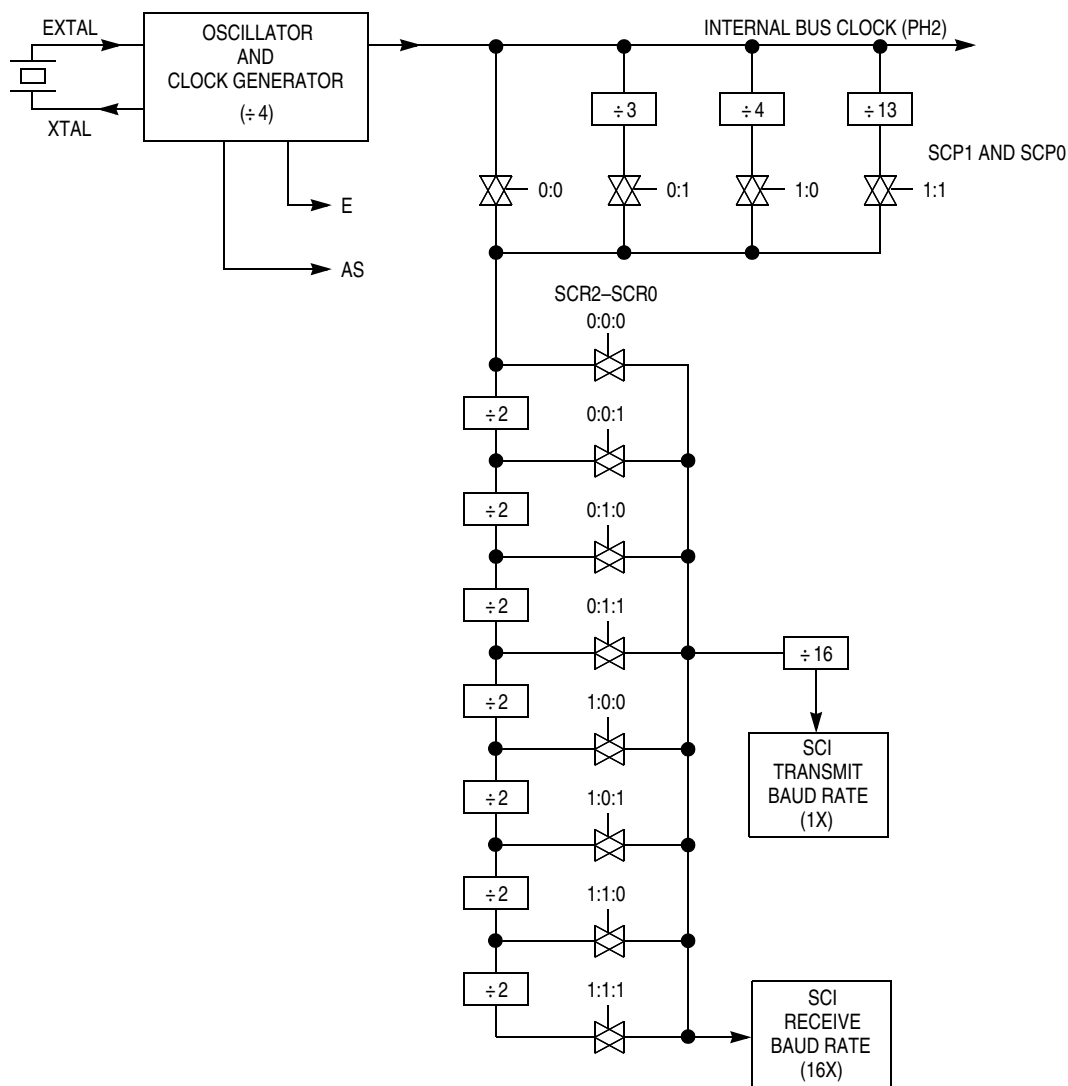 EXTAL
XTAL
OSCILLATOR
AND
CLOCK GENERATOR
(÷4)
E
AS
INTERNAL BUS CLOCK (PH2)
÷3
÷4
÷13
SCP1 AND SCP0
0:0
0:1
1:0
1:1
SCR2–SCR0
0:0:0
÷2
0:0:1
÷2
0:1:0
÷2
0:1:1
÷16
÷2
1:0:0
SCI
TRANSMIT
BAUD RATE
(1X)
÷2
1:0:1
÷2
1:1:0
÷2
1:1:1
SCI
RECEIVE
BAUD RATE
(16X)